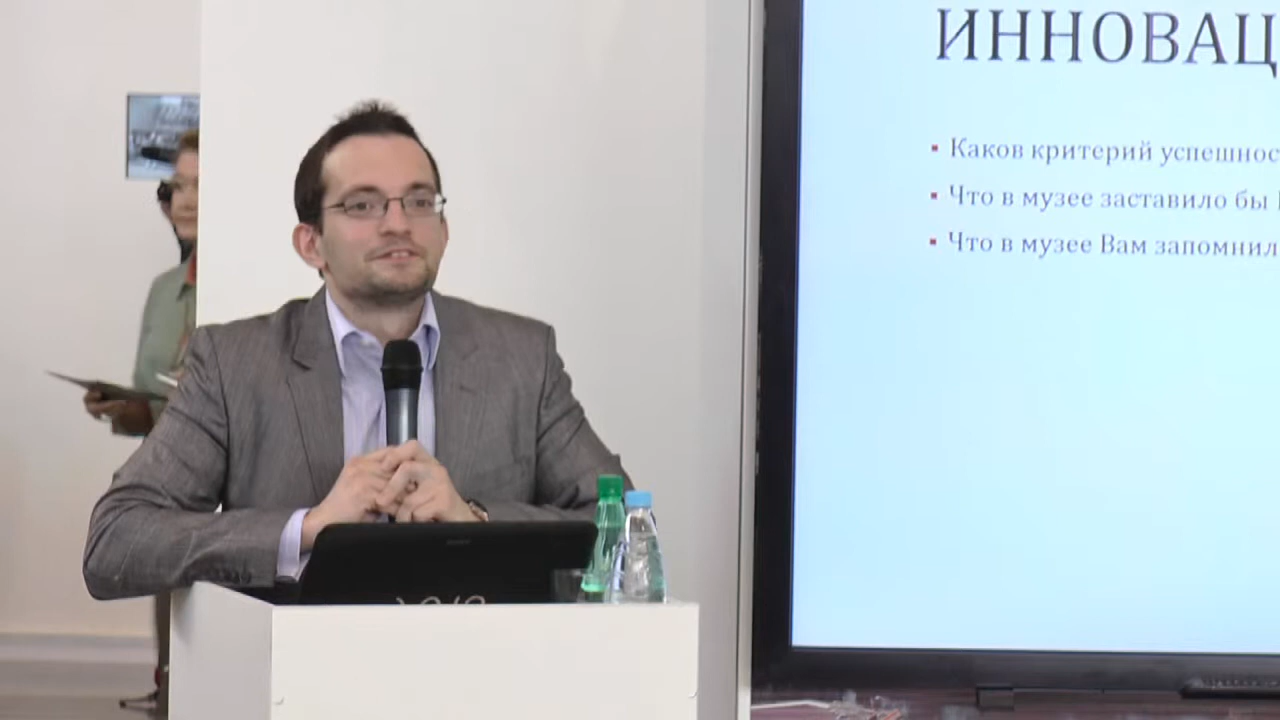 ИННОВАЦ
Каков критерий успешнос
Что в музее заставило бы
Что в музее Вам запомнил